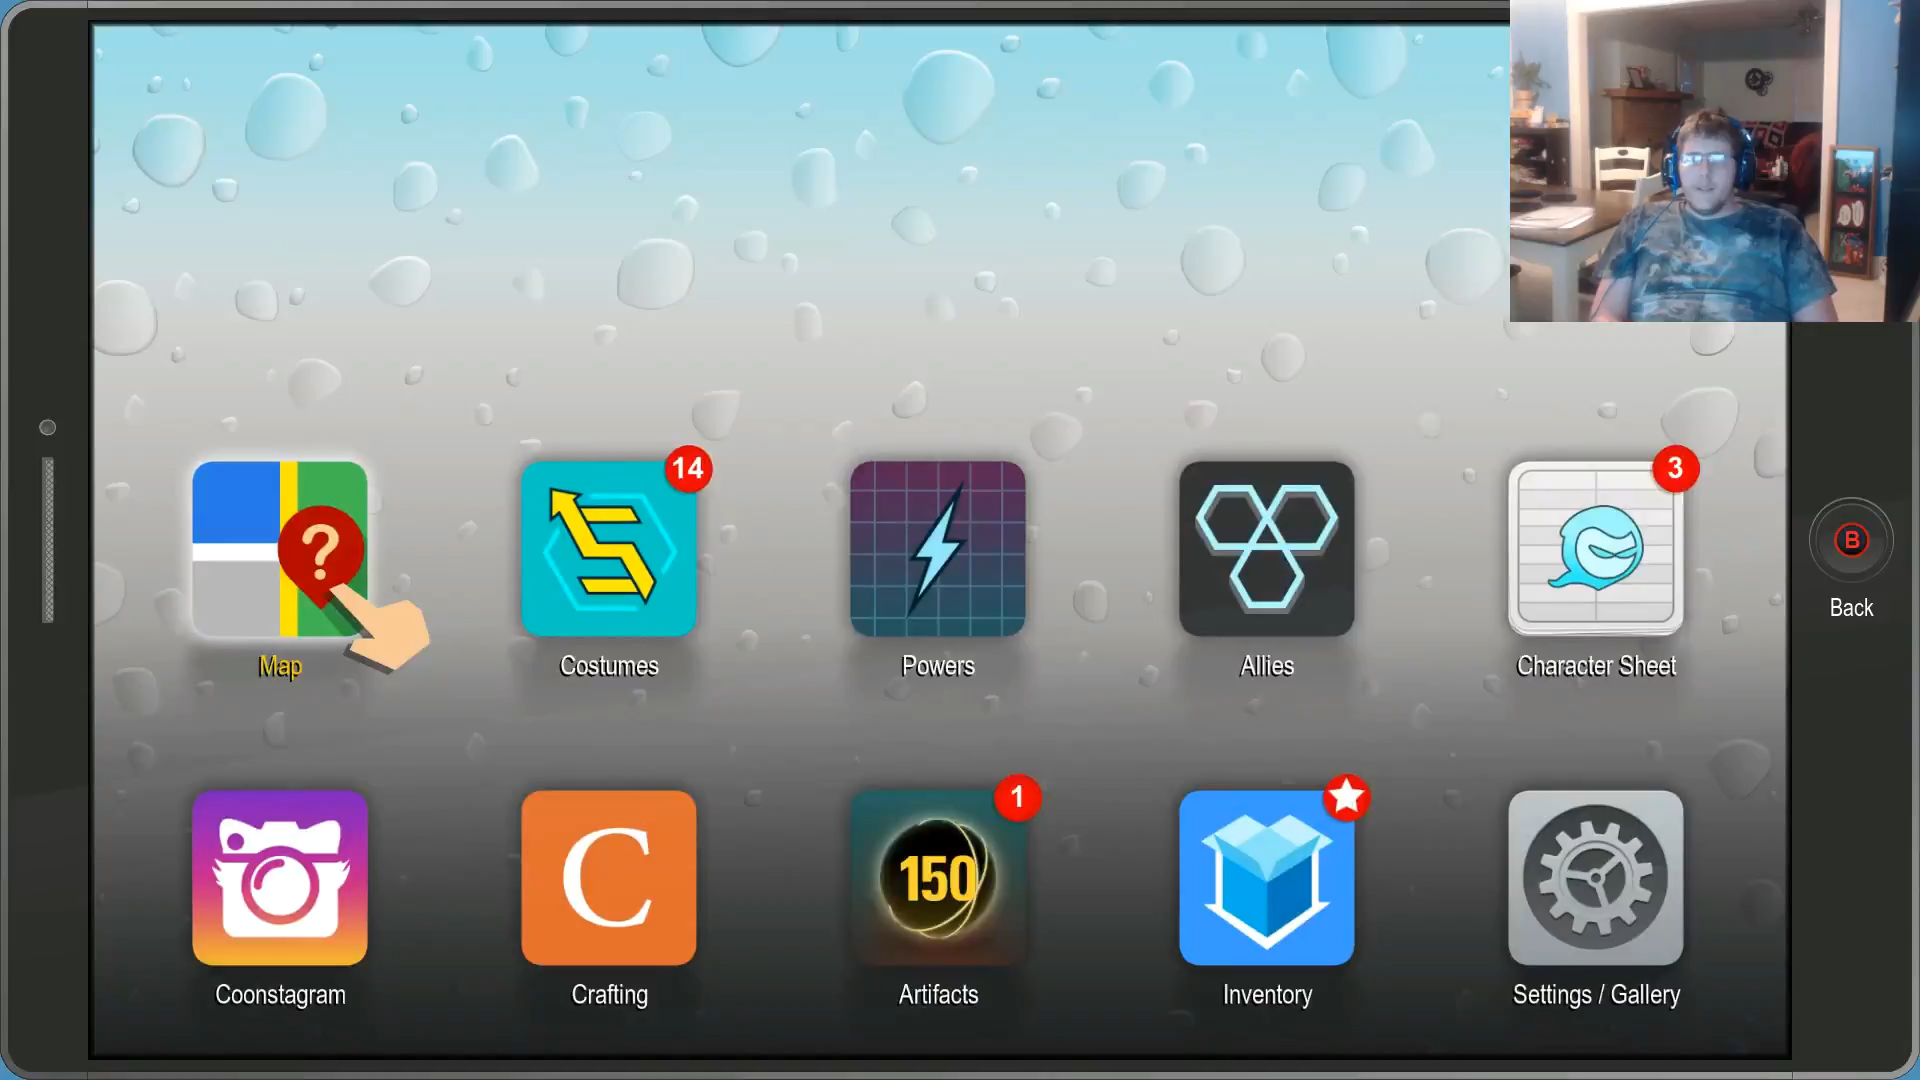 14
3
?
B
Back
Map
Costumes
Powers
Allies
Character Sheet
1
C
150
Coonstagram
Crafting
Artifacts
Inventory
Settings / Gallery